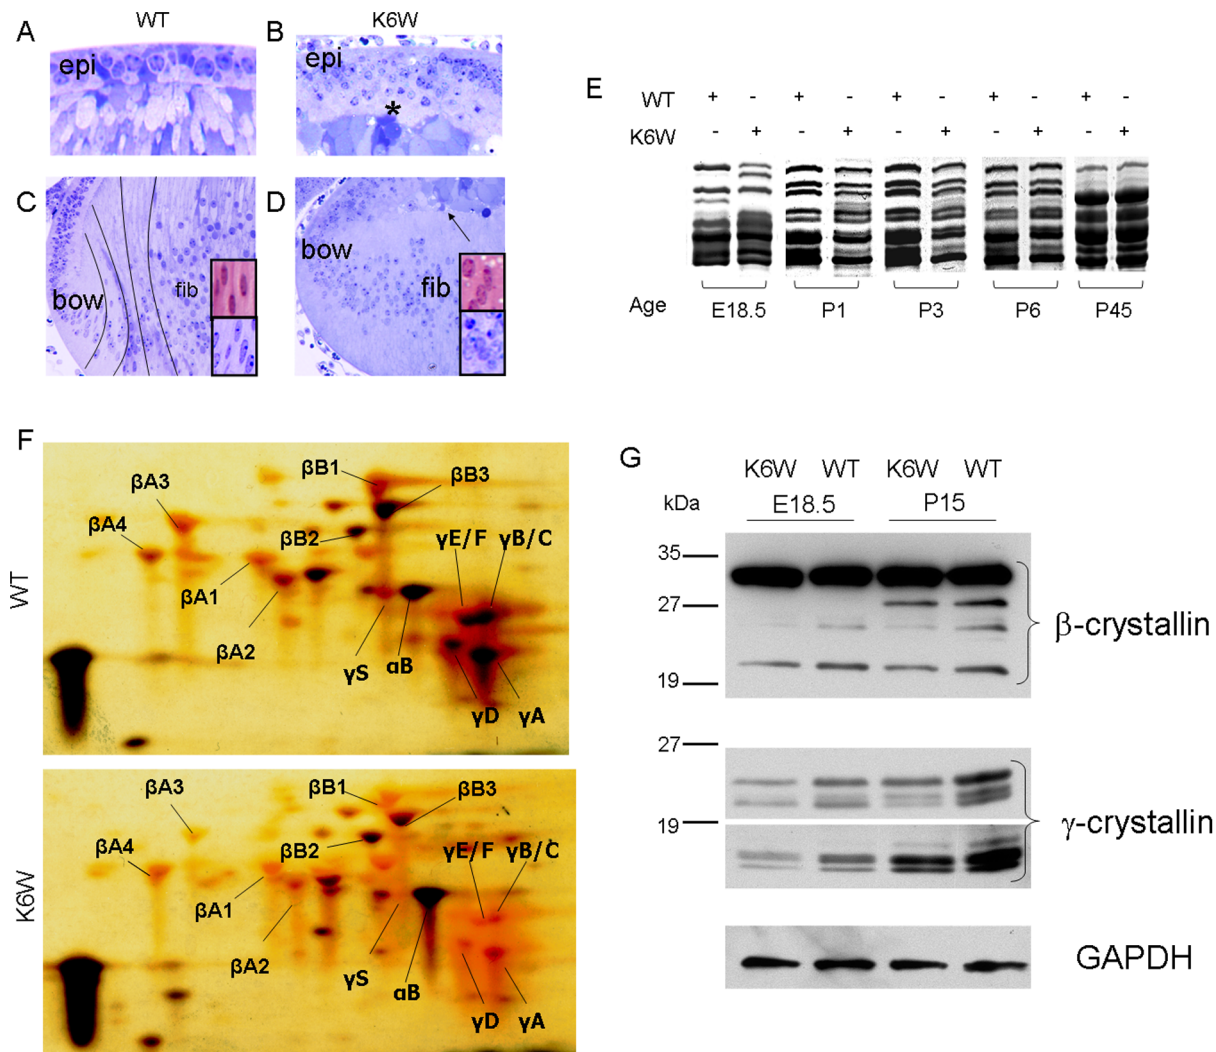 A
WT
B
K6W
epi
epi
*
C
bow
fib
D
bow
fib
E
WT + - + - + - + - + -
K6W - + - + - + - + - +
Age E18.5 P1 P3 P6 P45
F
WT
βA4
βA3
βB1
βB3
βB2
γE/F
γB/C
βA1
βA2
γS
αB
γD
γA
K6W
βA4
βA3
βB1
βB3
βB2
γE/F
γB/C
βA1
βA2
γS
αB
γD
γA
G
K6W WT K6W WT
kDa E18.5 P15
35
27
19
β-crystallin
27
19
γ-crystallin
GAPDH